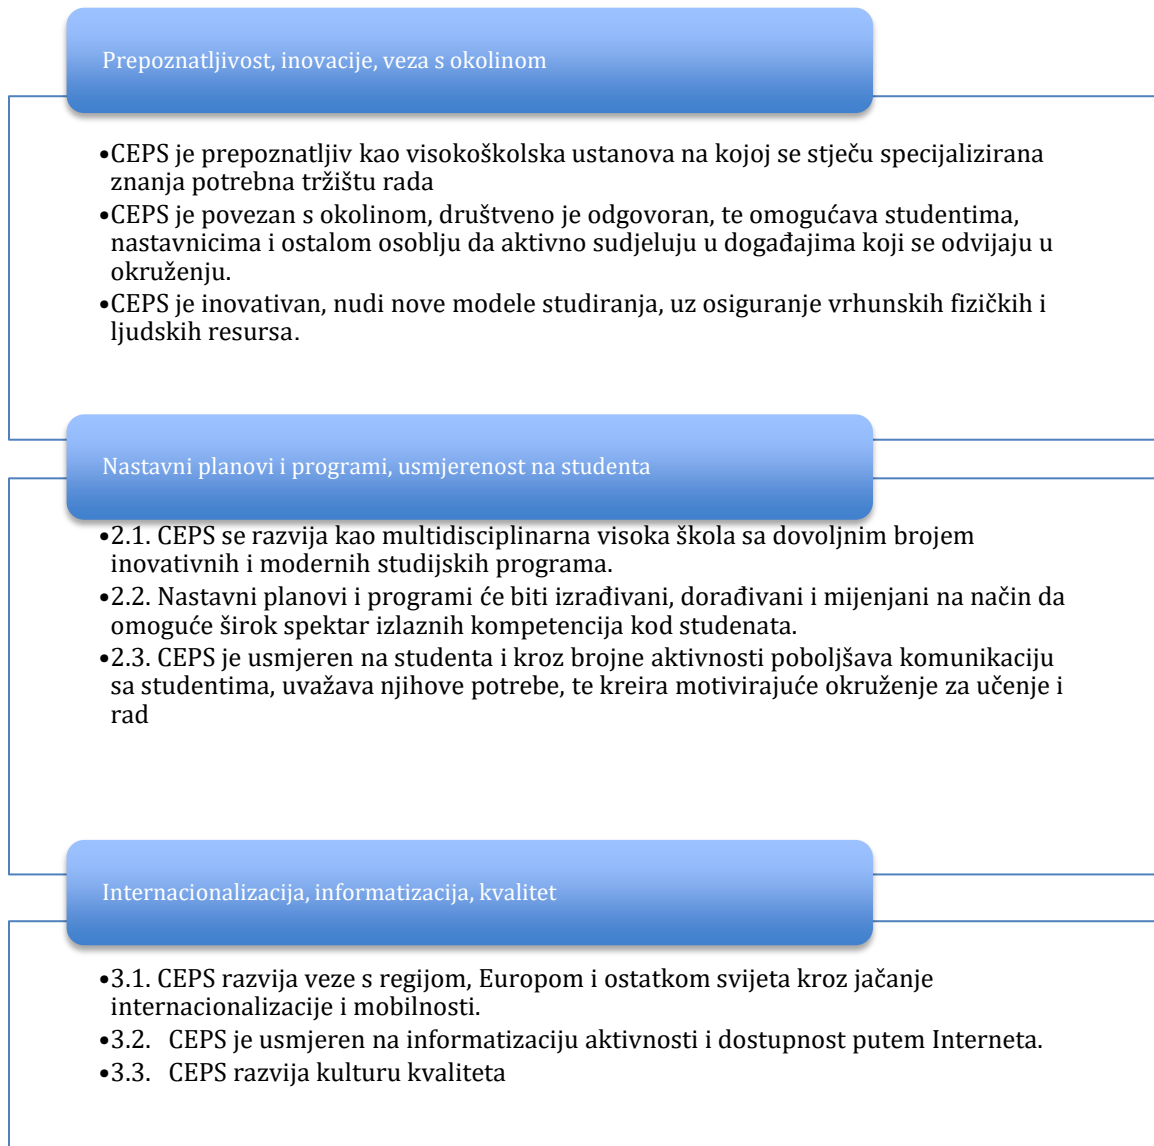 Prepoznatljivost, inovacije, veza s okolinom
•CEPS je prepoznatljiv kao visokoškolska ustanova na kojoj se stječu specijalizirana
znanja potrebna tržištu rada
•CEPS je povezan s okolinom, društveno je odgovoran, te omogućava studentima,
nastavnicima i ostalom osoblju da aktivno sudjeluju u događajima koji se odvijaju u
okruženju.
•CEPS je inovativan, nudi nove modele studiranja, uz osiguranje vrhunskih fizičkih i
ljudskih resursa.
Nastavni planovi i programi, usmjerenost na studenta
•2.1. CEPS se razvija kao multidisciplinarna visoka škola sa dovoljnim brojem
inovativnih i modernih studijskih programa.
•2.2. Nastavni planovi i programi će biti izrađivani, dorađivani i mijenjani na način da
omoguće širok spektar izlaznih kompetencija kod studenata.
•2.3. CEPS je usmjeren na studenta i kroz brojne aktivnosti poboljšava komunikaciju
sa studentima, uvažava njihove potrebe, te kreira motivirajuće okruženje za učenje i
rad
Internacionalizacija, informatizacija, kvalitet
•3.1. CEPS razvija veze s regijom, Europom i ostatkom svijeta kroz jačanje
internacionalizacije i mobilnosti.
•3.2. CEPS je usmjeren na informatizaciju aktivnosti i dostupnost putem Interneta.
•3.3. CEPS razvija kulturu kvaliteta